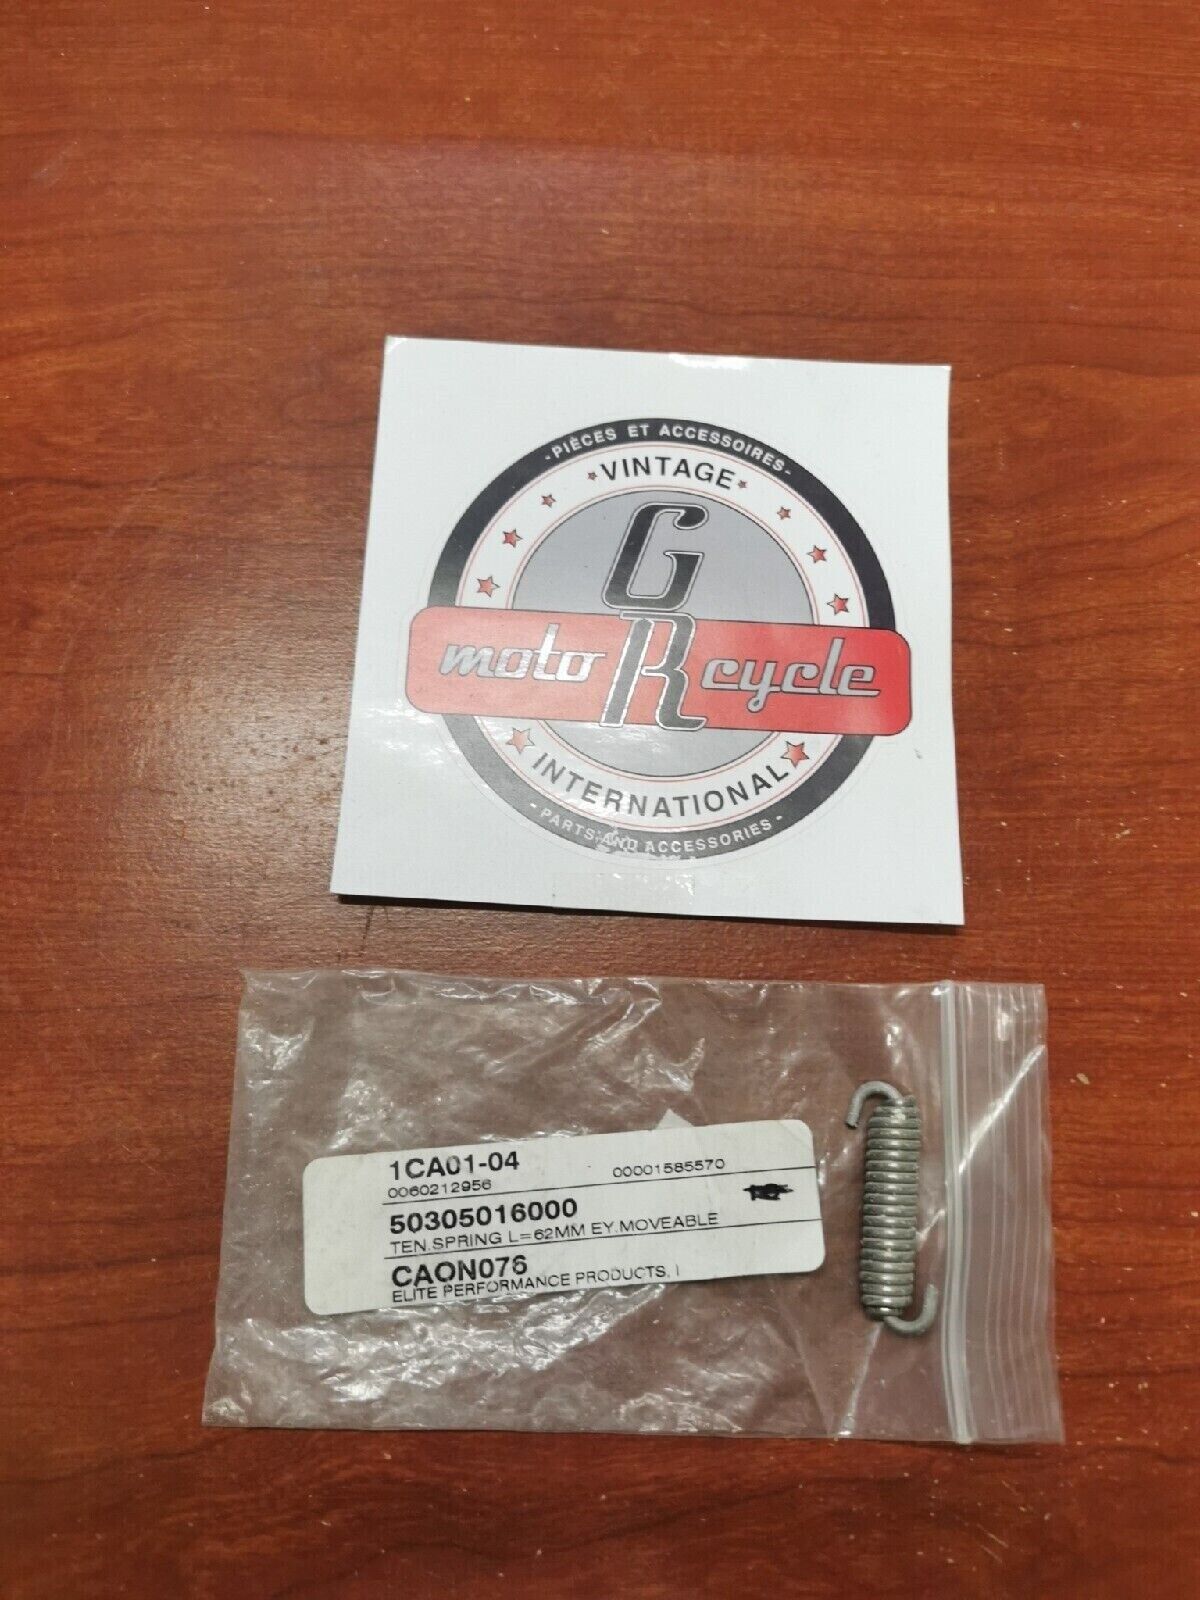 -PIÈCES ET ACCESSOIRES-
VINTAGE
GR
moto cycle
INTERNATIONAL
-PARTS AND ACCESSORIES-
1CA01-04
0060212956 00001585570
50305016000
TEN.SPRING L=62MM EY.MOVEABLE
CAON076
ELITE PERFORMANCE PRODUCTS, I